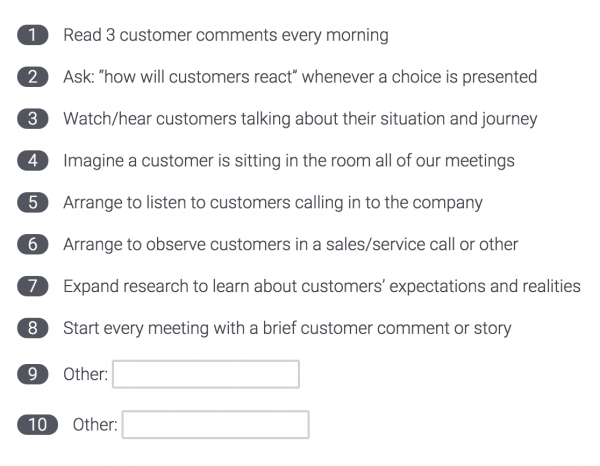 1 Read 3 customer comments every morning
2 Ask: "how will customers react" whenever a choice is presented
3 Watch/hear customers talking about their situation and journey
4 Imagine a customer is sitting in the room all of our meetings
5 Arrange to listen to customers calling in to the company
6 Arrange to observe customers in a sales/service call or other
7 Expand research to learn about customers' expectations and realities
8 Start every meeting with a brief customer comment or story
9 Other:
10 Other: